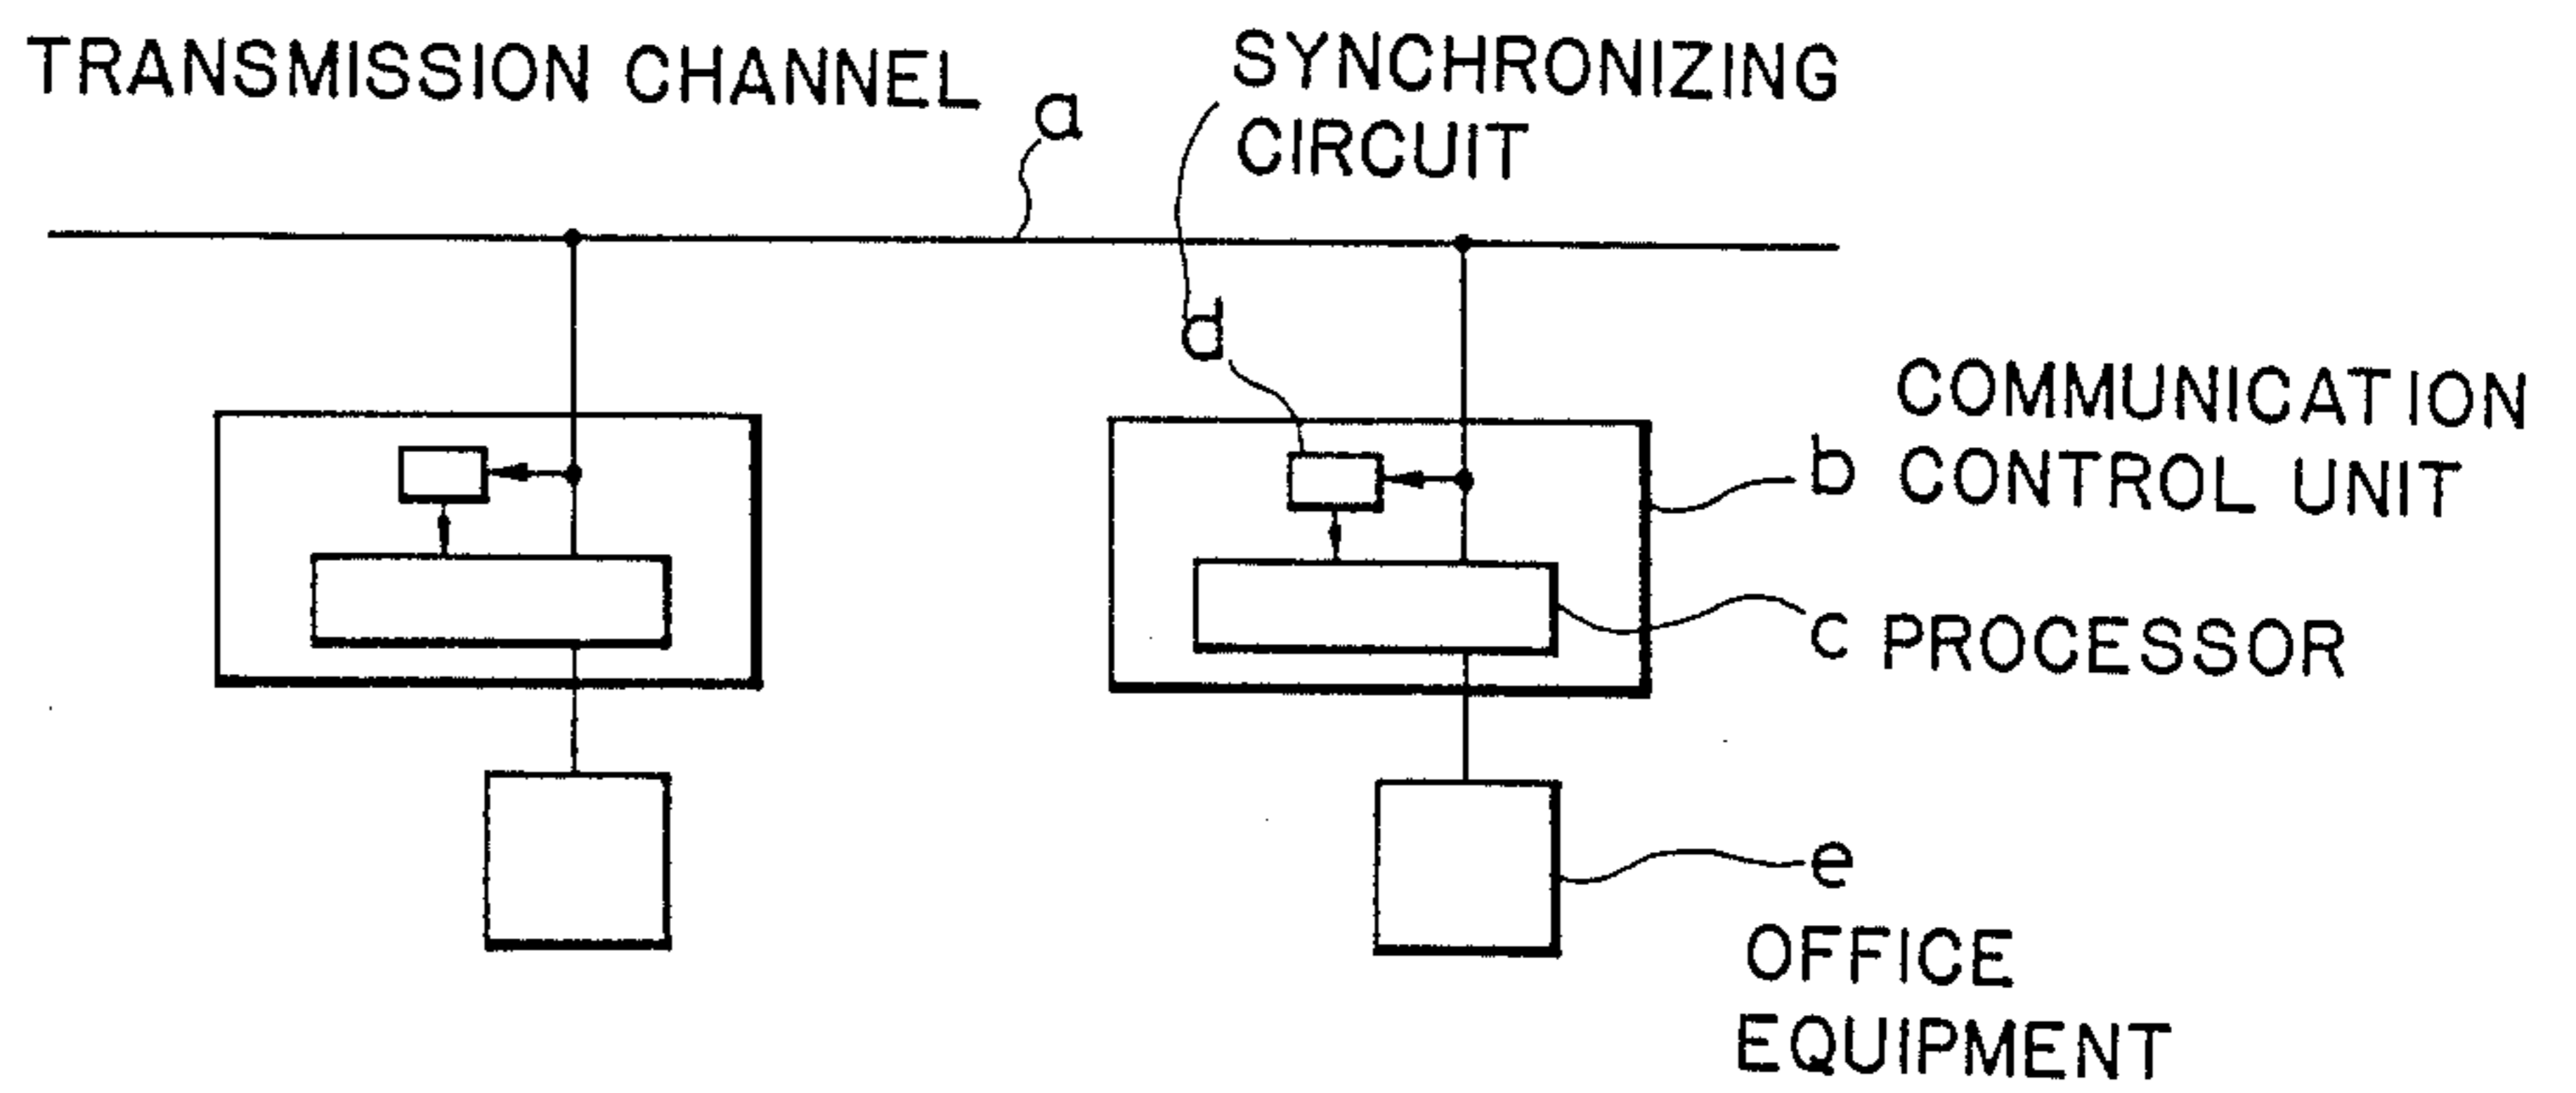 TRANSMISSION CHANNEL
a
SYNCHRONIZING
CIRCUIT
d
COMMUNICATION
b CONTROL UNIT
c PROCESSOR
e
OFFICE
EQUIPMENT